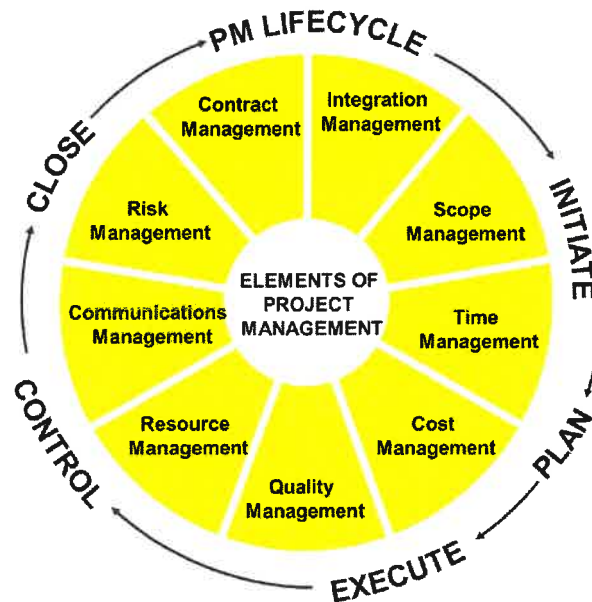 PM LIFECYCLE
INITIATE
PLAN
EXECUTE
CONTROL
CLOSE
Integration
Management
Scope
Management
Time
Management
Cost
Management
Quality
Management
Resource
Management
Communications
Management
Risk
Management
Contract
Management
ELEMENTS OF
PROJECT
MANAGEMENT